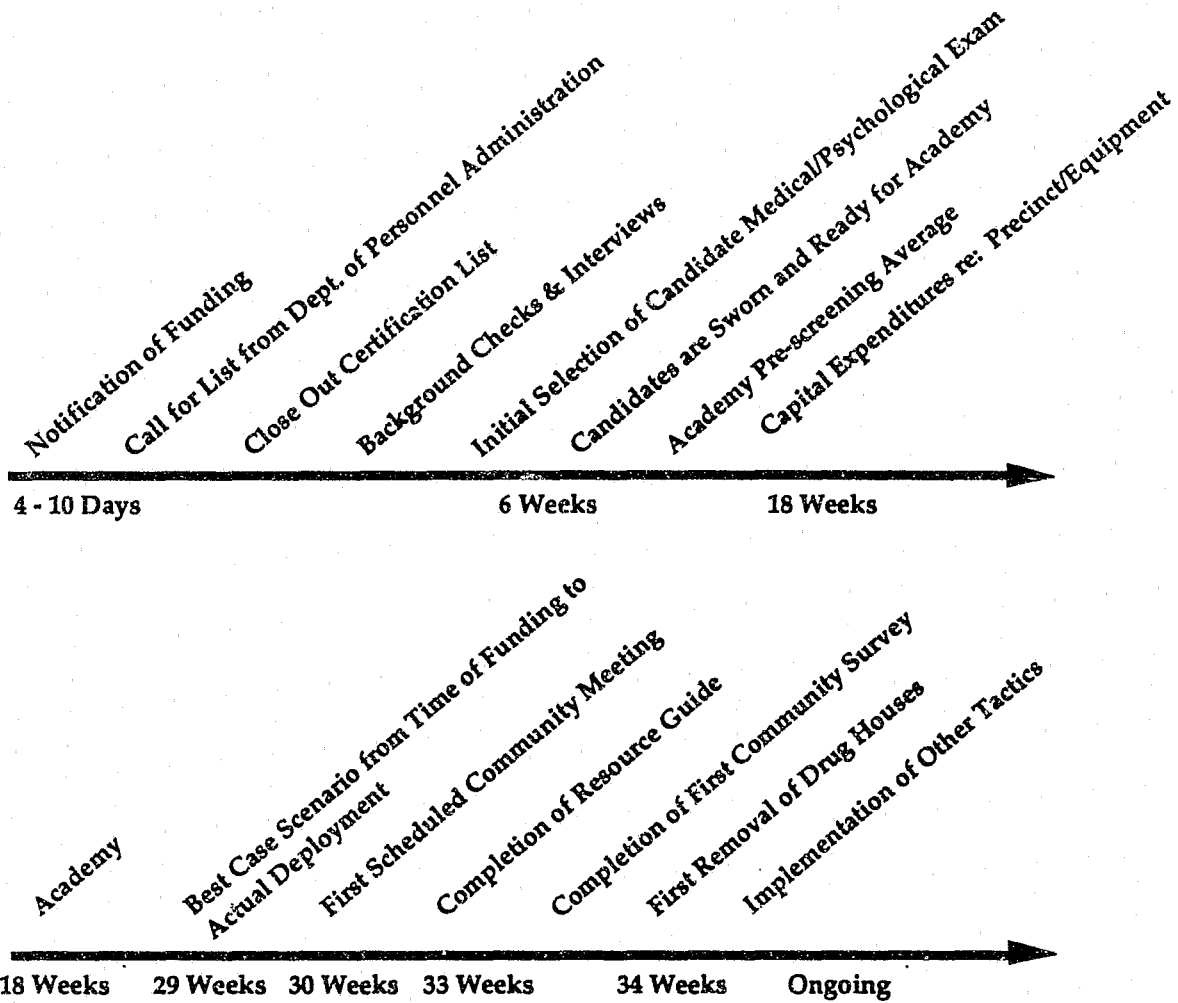 Notification of Funding
Call for List from Dept. of Personnel Administration
Close Out Certification List
Background Checks & Interviews
Initial Selection of Candidate Medical/Psychological Exam
Candidates are Sworn and Ready for Academy
Academy Pre-screening Average
Capital Expenditures re: Precinct/Equipment
4 - 10 Days
6 Weeks
18 Weeks
Academy
Best Case Scenario from Time of Funding to
Actual Deployment
First Scheduled Community Meeting
Completion of Resource Guide
Completion of First Community Survey
First Removal of Drug Houses
Implementation of Other Tactics
18 Weeks
29 Weeks
30 Weeks
33 Weeks
34 Weeks
Ongoing